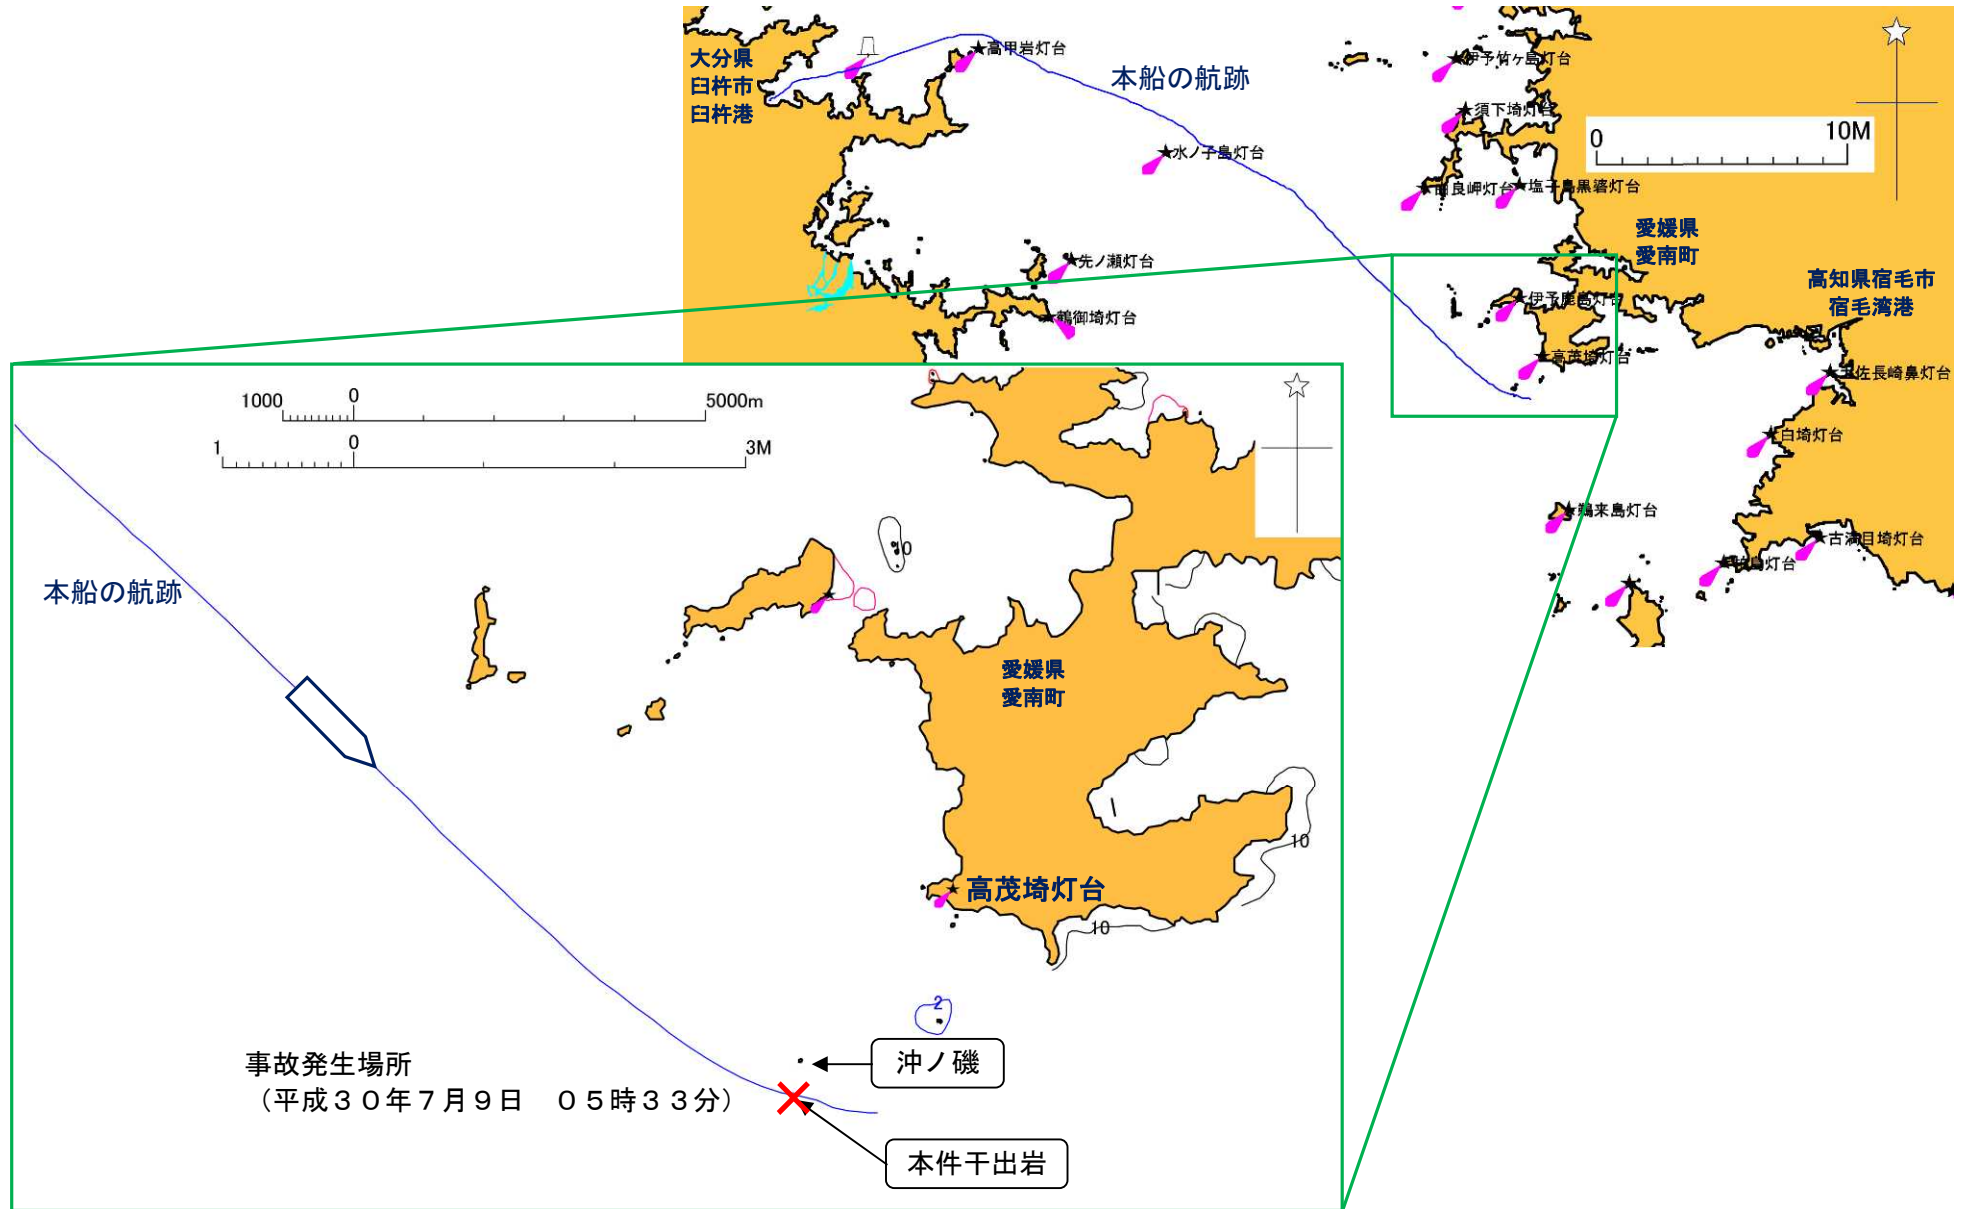 大分県
臼杵市
臼杵港
高甲岩灯台
本船の航跡
伊予竹ヶ島灯台
須下埼灯台
0 10M
水ノ子島灯台
由良岬灯台
塩子島黒碆灯台
愛媛県
愛南町
先ノ瀬灯台
高知県宿毛市
宿毛湾港
伊予鹿島灯台
鶴御埼灯台
高茂埼灯台
土佐長崎鼻灯台
白埼灯台
鵜来島灯台
古満目埼灯台
1000 0 5000m
1 0 3M
本船の航跡
10
愛媛県
愛南町
10
高茂埼灯台
10
2
沖ノ磯
事故発生場所
（平成３０年７月９日　０５時３３分）
本件干出岩